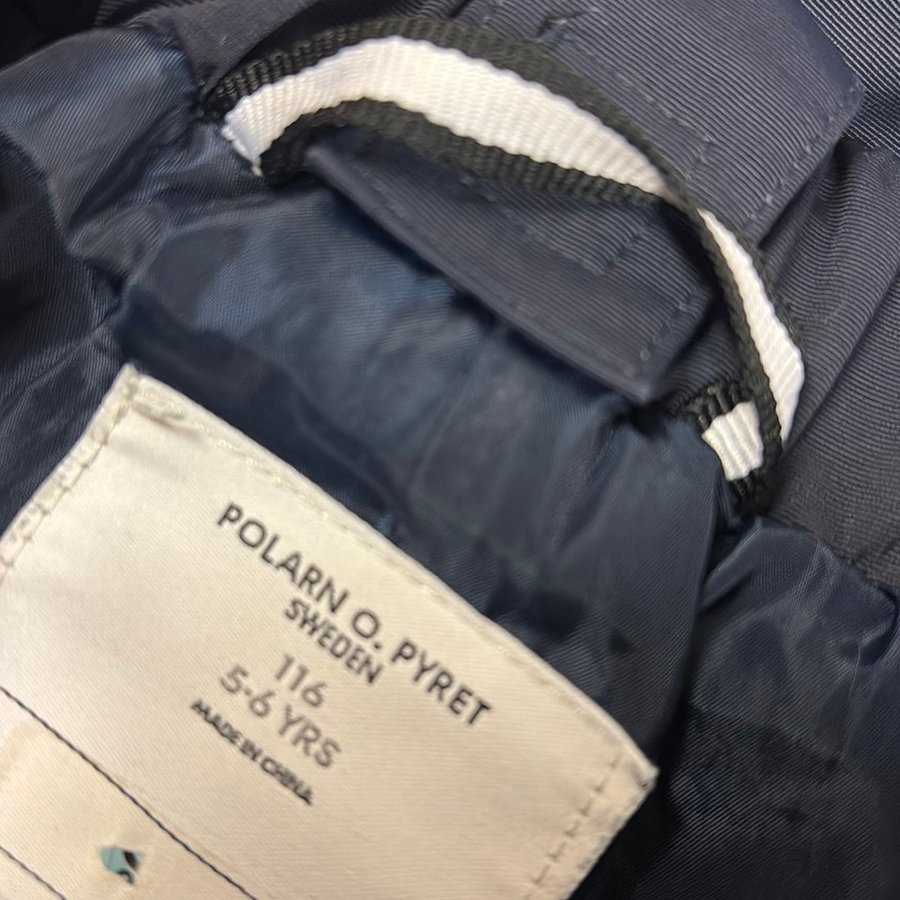 POLARN O. PYRET
SWEDEN
116
5-6 YRS
MADE IN CHINA